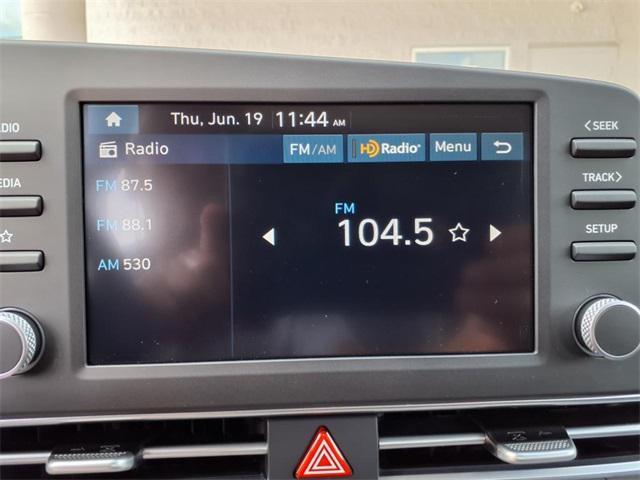 Thu, Jun. 19 11:44 AM
Radio FM/AM HD Radio Menu
FM 87.5
FM 88.1
AM 530
FM
104.5
ADIO
EDIA
<SEEK
TRACK>
SETUP